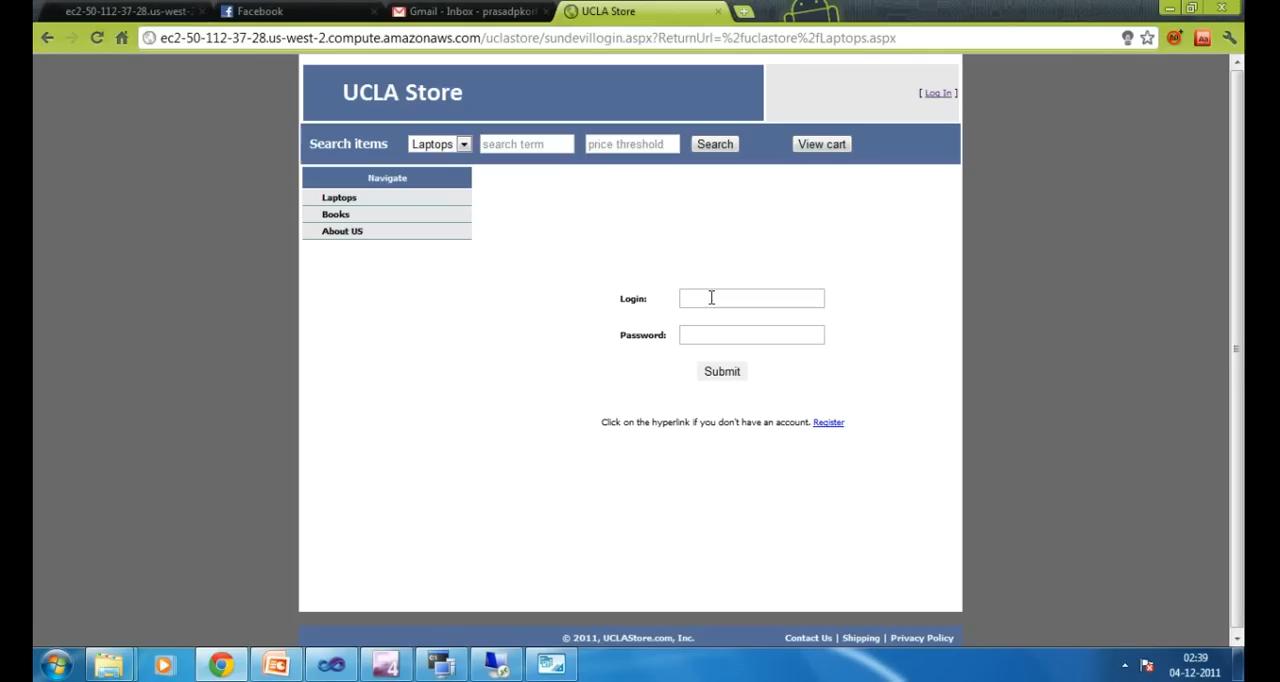 ec2-50-112-37-28.us-west-
Facebook
Gmail - Inbox - prasadpkor
UCLA Store
ec2-50-112-37-28.us-west-2.compute.amazonaws.com/uclastore/sundevillogin.aspx?ReturnUrl=%2fuclastore%2fLaptops.aspx
UCLA Store
[ Log In ]
Search items Laptops search term price threshold Search View cart
Navigate
Laptops
Books
About US
Login:
Password:
Submit
Click on the hyperlink if you don't have an account. Register
© 2011, UCLAStore.com, Inc.
Contact Us | Shipping | Privacy Policy
02:39
04-12-2011